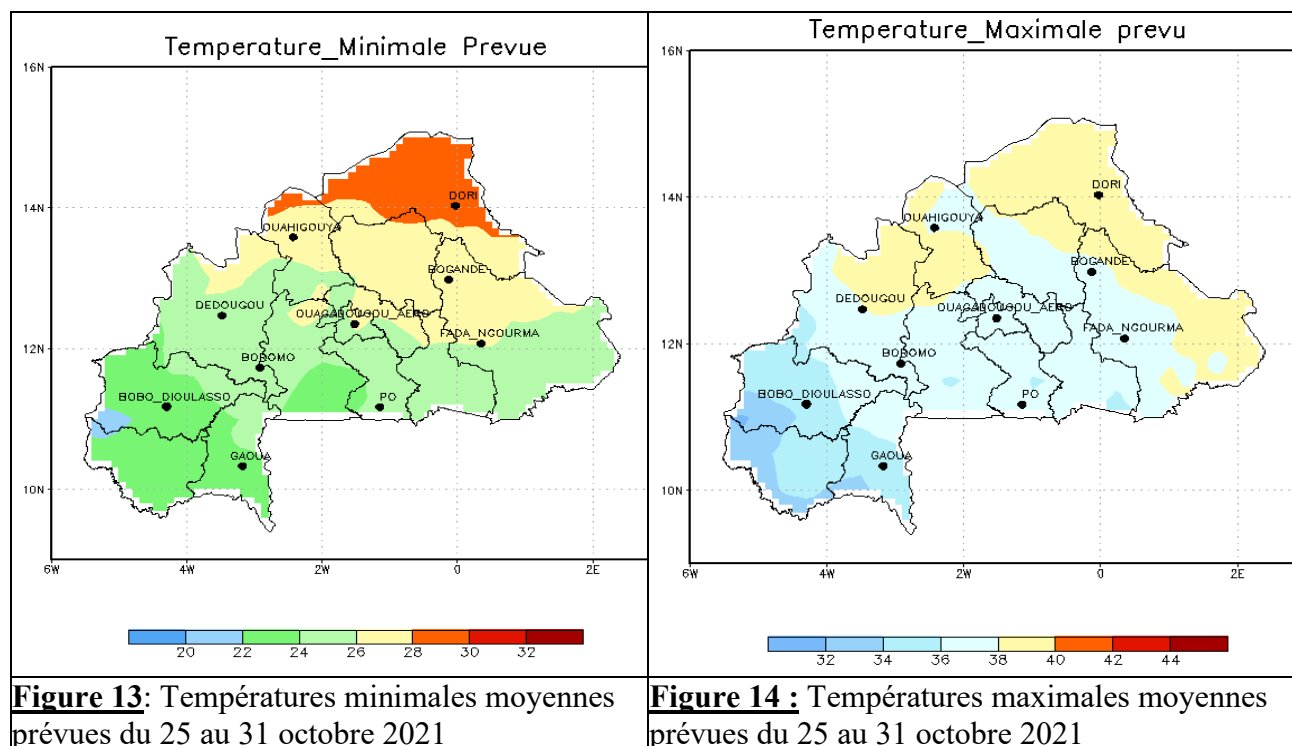 Temperature_Minimale Prevue
16N
14N
12N
10N
6W 4W 2W 0 2E
DORI
OUAHIGOUYA
BOGANDE
DEDOUGOU
OUAGADOUGOU_AERO
FADA_NGOURMA
BOROMO
BOBO_DIOULASSO
PO
GAOUA
20 22 24 26 28 30 32
Figure 13: Températures minimales moyennes
prévues du 25 au 31 octobre 2021
Temperature_Maximale prevu
16N
14N
12N
10N
6W 4W 2W 0 2E
DORI
OUAHIGOUYA
BOGANDE
DEDOUGOU
OUAGADOUGOU_AERO
FADA_NGOURMA
BOROMO
BOBO_DIOULASSO
PO
GAOUA
32 34 36 38 40 42 44
Figure 14 : Températures maximales moyennes
prévues du 25 au 31 octobre 2021